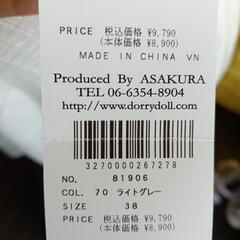 PRICE 税込価格 ¥9,790
(本体価格 ¥8,900)
MADE IN CHINA VN
Produced By ASAKURA
TEL 06-6354-8904
http://www.dorrydoll.com/
3270000267278
NO. 81906
COL. 70 ライトグレー
SIZE 38
PRICE 税込価格 ¥9,790
(本体価格 ¥8,900)